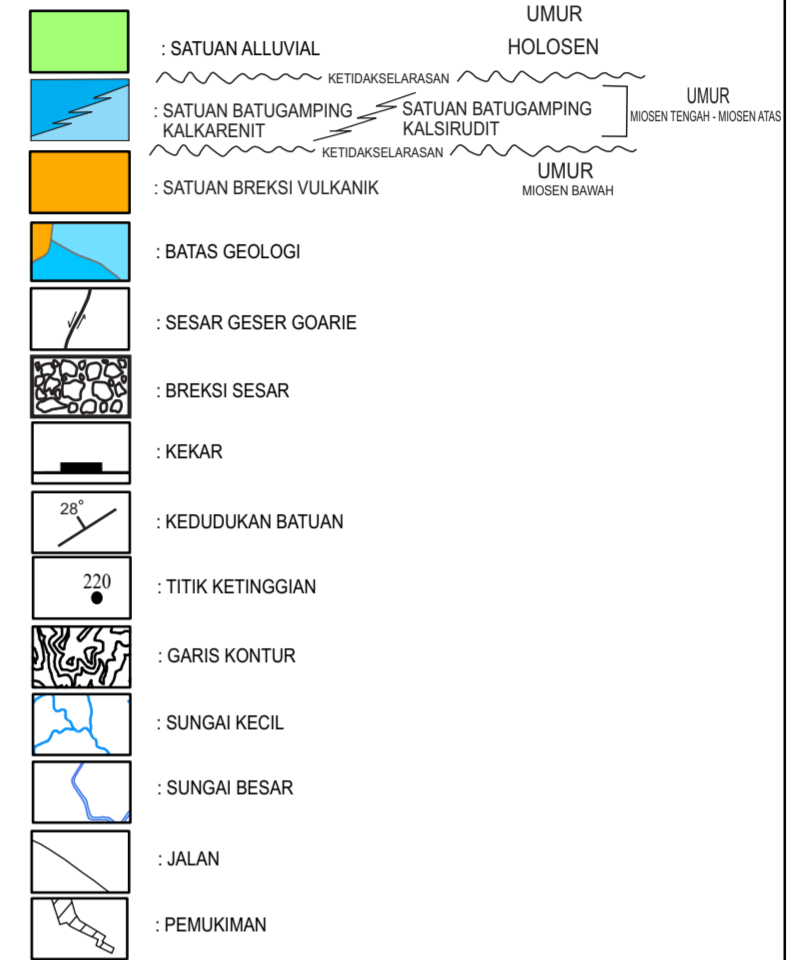 UMUR
: SATUAN ALLUVIAL HOLOSEN
KETIDAKSELARASAN
: SATUAN BATUGAMPING KALKARENIT
SATUAN BATUGAMPING KALSIRUDIT
UMUR
MIOSEN TENGAH - MIOSEN ATAS
KETIDAKSELARASAN
: SATUAN BREKSI VULKANIK
UMUR
MIOSEN BAWAH
: BATAS GEOLOGI
: SESAR GESER GOARIE
: BREKSI SESAR
: KEKAR
28°
: KEDUDUKAN BATUAN
220
: TITIK KETINGGIAN
: GARIS KONTUR
: SUNGAI KECIL
: SUNGAI BESAR
: JALAN
: PEMUKIMAN